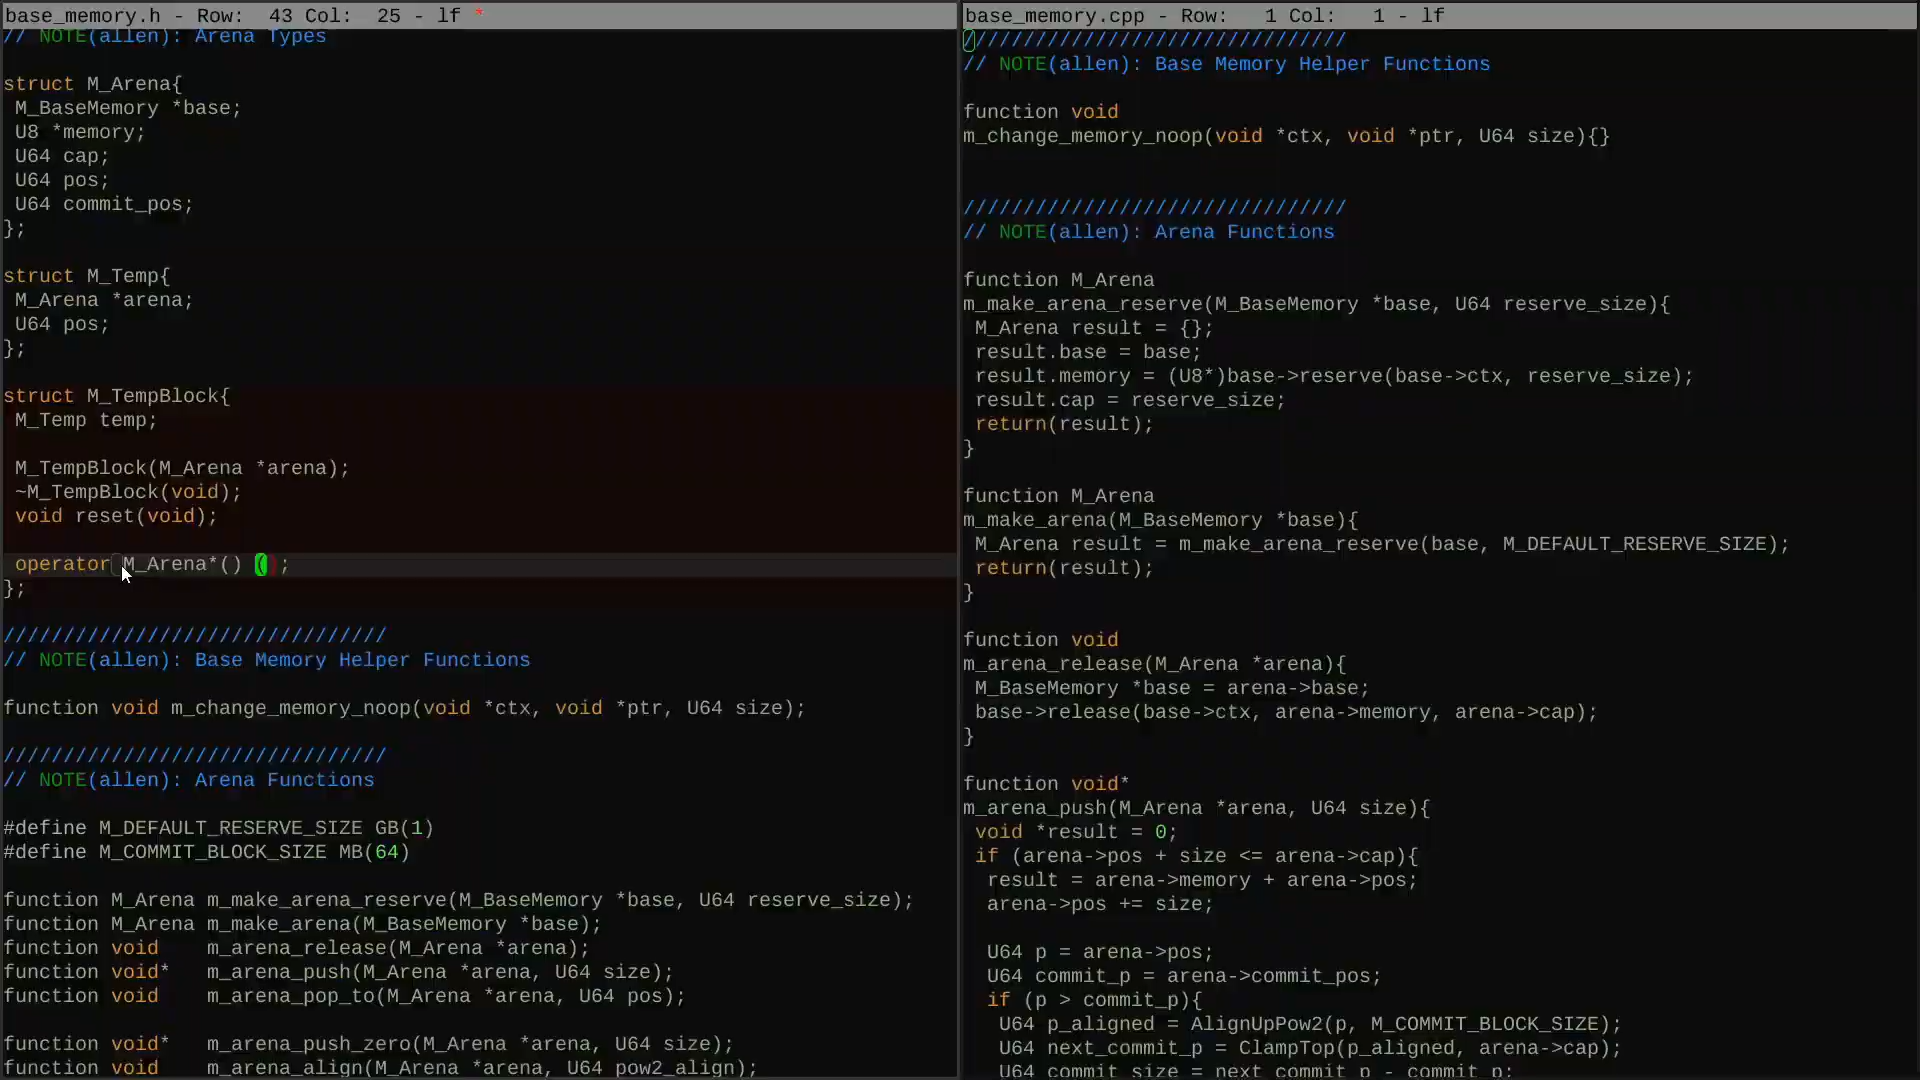 base_memory.h - Row:  43 Col:  25 - lf *
// NOTE(allen): Arena Types
struct M_Arena{
M_BaseMemory *base;
U8 *memory;
U64 cap;
U64 pos;
U64 commit_pos;
};
struct M_Temp{
M_Arena *arena;
U64 pos;
};
struct M_TempBlock{
M_Temp temp;
M_TempBlock(M_Arena *arena);
~M_TempBlock(void);
void reset(void);
operator M_Arena*() ( ;
};
////////////////////////////////
// NOTE(allen): Base Memory Helper Functions
function void m_change_memory_noop(void *ctx, void *ptr, U64 size);
////////////////////////////////
// NOTE(allen): Arena Functions
#define M_DEFAULT_RESERVE_SIZE GB(1)
#define M_COMMIT_BLOCK_SIZE MB(64)
function M_Arena m_make_arena_reserve(M_BaseMemory *base, U64 reserve_size);
function M_Arena m_make_arena(M_BaseMemory *base);
function void    m_arena_release(M_Arena *arena);
function void*   m_arena_push(M_Arena *arena, U64 size);
function void    m_arena_pop_to(M_Arena *arena, U64 pos);
function void*   m_arena_push_zero(M_Arena *arena, U64 size);
function void    m_arena_align(M_Arena *arena, U64 pow2_align);
base_memory.cpp - Row:   1 Col:   1 - lf
////////////////////////////////
// NOTE(allen): Base Memory Helper Functions
function void
m_change_memory_noop(void *ctx, void *ptr, U64 size){}
////////////////////////////////
// NOTE(allen): Arena Functions
function M_Arena
m_make_arena_reserve(M_BaseMemory *base, U64 reserve_size){
M_Arena result = {};
result.base = base;
result.memory = (U8*)base->reserve(base->ctx, reserve_size);
result.cap = reserve_size;
return(result);
}
function M_Arena
m_make_arena(M_BaseMemory *base){
M_Arena result = m_make_arena_reserve(base, M_DEFAULT_RESERVE_SIZE);
return(result);
}
function void
m_arena_release(M_Arena *arena){
M_BaseMemory *base = arena->base;
base->release(base->ctx, arena->memory, arena->cap);
}
function void*
m_arena_push(M_Arena *arena, U64 size){
void *result = 0;
if (arena->pos + size <= arena->cap){
result = arena->memory + arena->pos;
arena->pos += size;
U64 p = arena->pos;
U64 commit_p = arena->commit_pos;
if (p > commit_p){
U64 p_aligned = AlignUpPow2(p, M_COMMIT_BLOCK_SIZE);
U64 next_commit_p = ClampTop(p_aligned, arena->cap);
U64 commit_size = next_commit_p - commit_p;